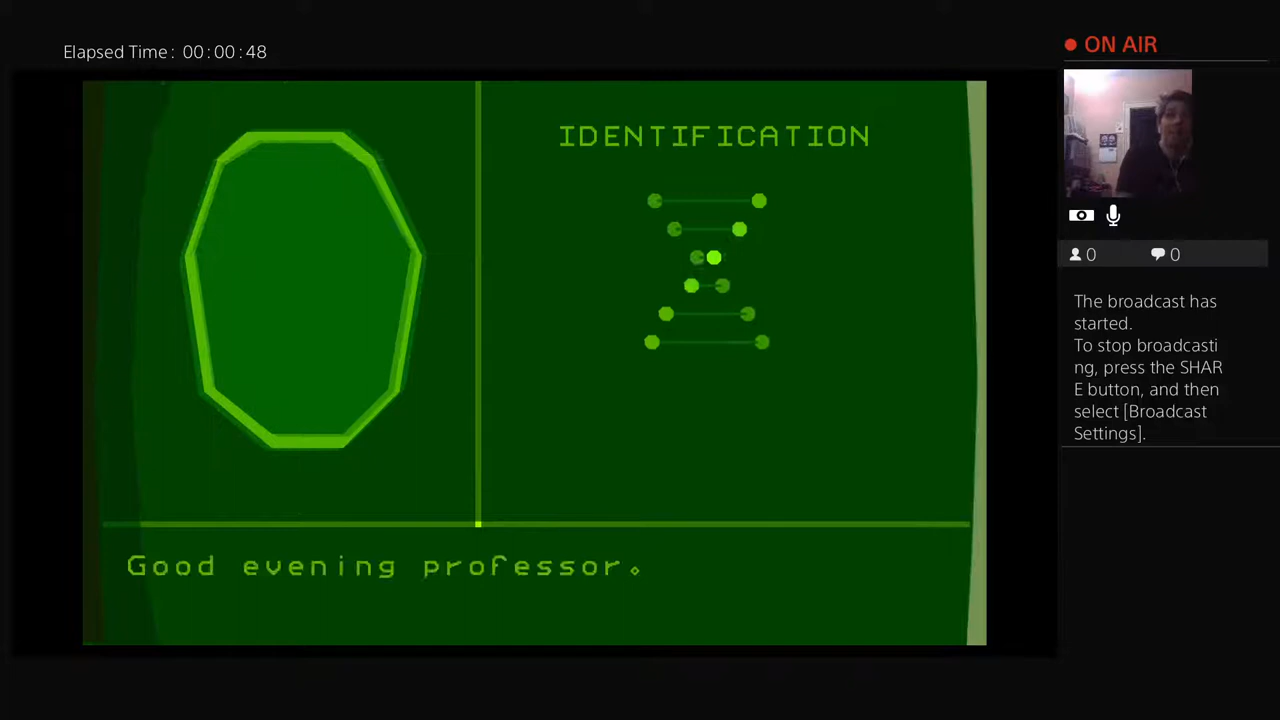 Elapsed Time: 00:00:48
ON AIR
IDENTIFICATION
0 0
The broadcast has
started.
To stop broadcasti
ng, press the SHAR
E button, and then
select [Broadcast
Settings].
Good evening professor.